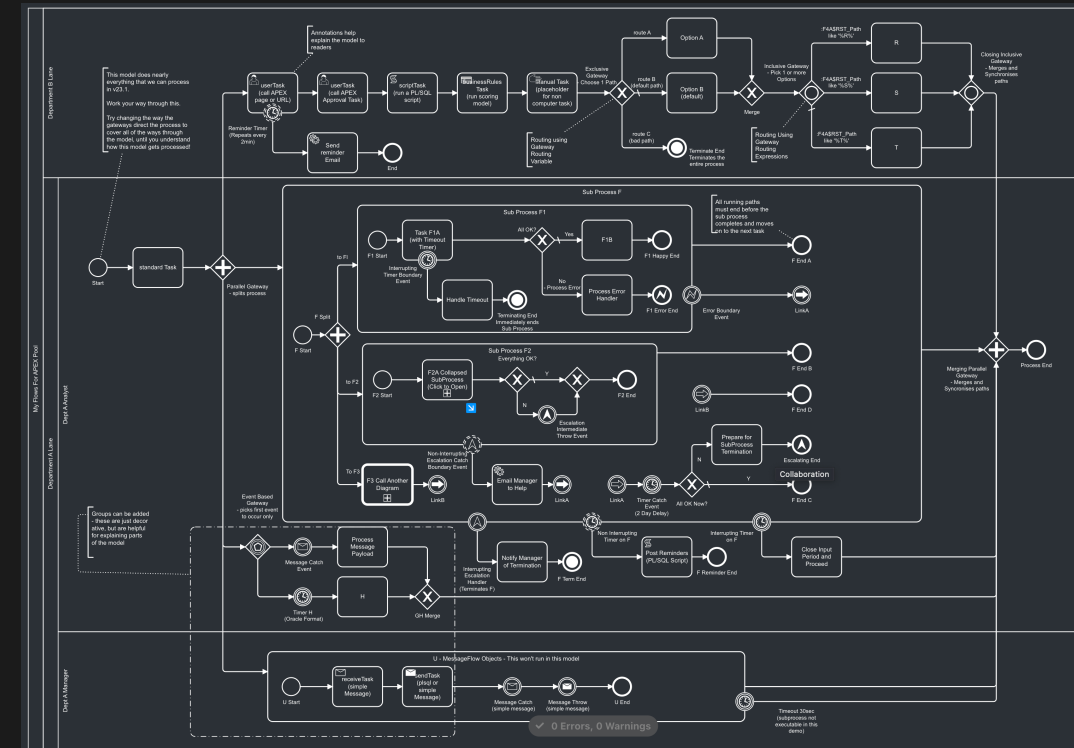 My Flows For APEX Pool
Department B Lane
Annotations help
explain the model to
readers
This model does nearly
everything that we can process
in v23.1.
Work your way through this.
Try changing the way the
gateways direct the process to
cover all of the ways through
the model, until you understand
how this model gets processed!
userTask
(call APEX
page or URL)
userTask
(call APEX
Approval Task)
scriptTask
(run a PL/SQL
script)
businessRules
Task
(run scoring
model)
Manual Task
(placeholder
for non
computer task)
Reminder Timer
(Repeats every
2min)
Send
reminder
Email
End
Exclusive
Gateway
- Choose 1 Path
route A
Option A
route B
(default path)
Option B
(default)
route C
(bad path)
Merge
Routing using
Gateway
Routing
Variable
Terminate End
Terminates the
entire process
Inclusive Gateway
- Pick 1 or more
Options
Routing Using
Gateway
Routing
Expressions
:F4A$RST_Path
like '%R%'
R
:F4A$RST_Path
like '%S%'
S
:F4A$RST_Path
like '%T%'
T
Closing Inclusive
Gateway
- Merges and
Synchronises
paths
Department A Lane
Dept A Analyst
Start
standard Task
Parallel Gateway
- splits process
Sub Process F
F Start
F Split
to FI
to F2
To F3
Sub Process F1
F1 Start
Task F1A
(with Timeout
Timer)
Interrupting
Timer Boundary
Event
Handle Timeout
Terminating End
Immediately ends
Sub Process
All OK?
Yes
F1B
F1 Happy End
No
- Process Error
Process Error
Handler
F1 Error End
Error Boundary
Event
LinkA
All running paths
must end before the
sub process
completes and moves
on to the next task
F End A
Sub Process F2
F2 Start
F2A Collapsed
SubProcess
(Click to Open)
Everything OK?
Y
N
Escalation
Intermediate
Throw Event
F2 End
F End B
LinkB
F End D
Non-Interrupting
Escalation Catch
Boundary Event
F3 Call Another
Diagram
LinkB
Email Manager
to Help
LinkA
LinkA
Timer Catch
Event
(2 Day Delay)
All OK Now?
N
Y
Prepare for
SubProcess
Termination
Escalating End
Collaboration
F End C
Merging Parallel
Gateway
- Merges and
Syncronises paths
Process End
Interrupting
Escalation
Handler
(Terminates F)
Notify Manager
of Termination
F Term End
Non Interrupting
Timer on F
Post Reminders
(PL/SQL Script)
F Reminder End
Interrupting Timer
on F
Close Input
Period and
Proceed
Groups can be added
- these are just decor
ative, but are helpful
for explaining parts
of the model
Event Based
Gateway
- picks first event
to occur only
Message Catch
Event
Process
Message
Payload
Timer H
(Oracle Format)
H
GH Merge
Dept A Manager
U - MessageFlow Objects - This won't run in this model
U Start
receiveTask
(simple
Message)
sendTask
(plsql or
simple
Message)
Message Catch
(simple message)
Message Throw
(simple message)
U End
Timeout 30sec
(subprocess not
executable in this
demo)
0 Errors, 0 Warnings